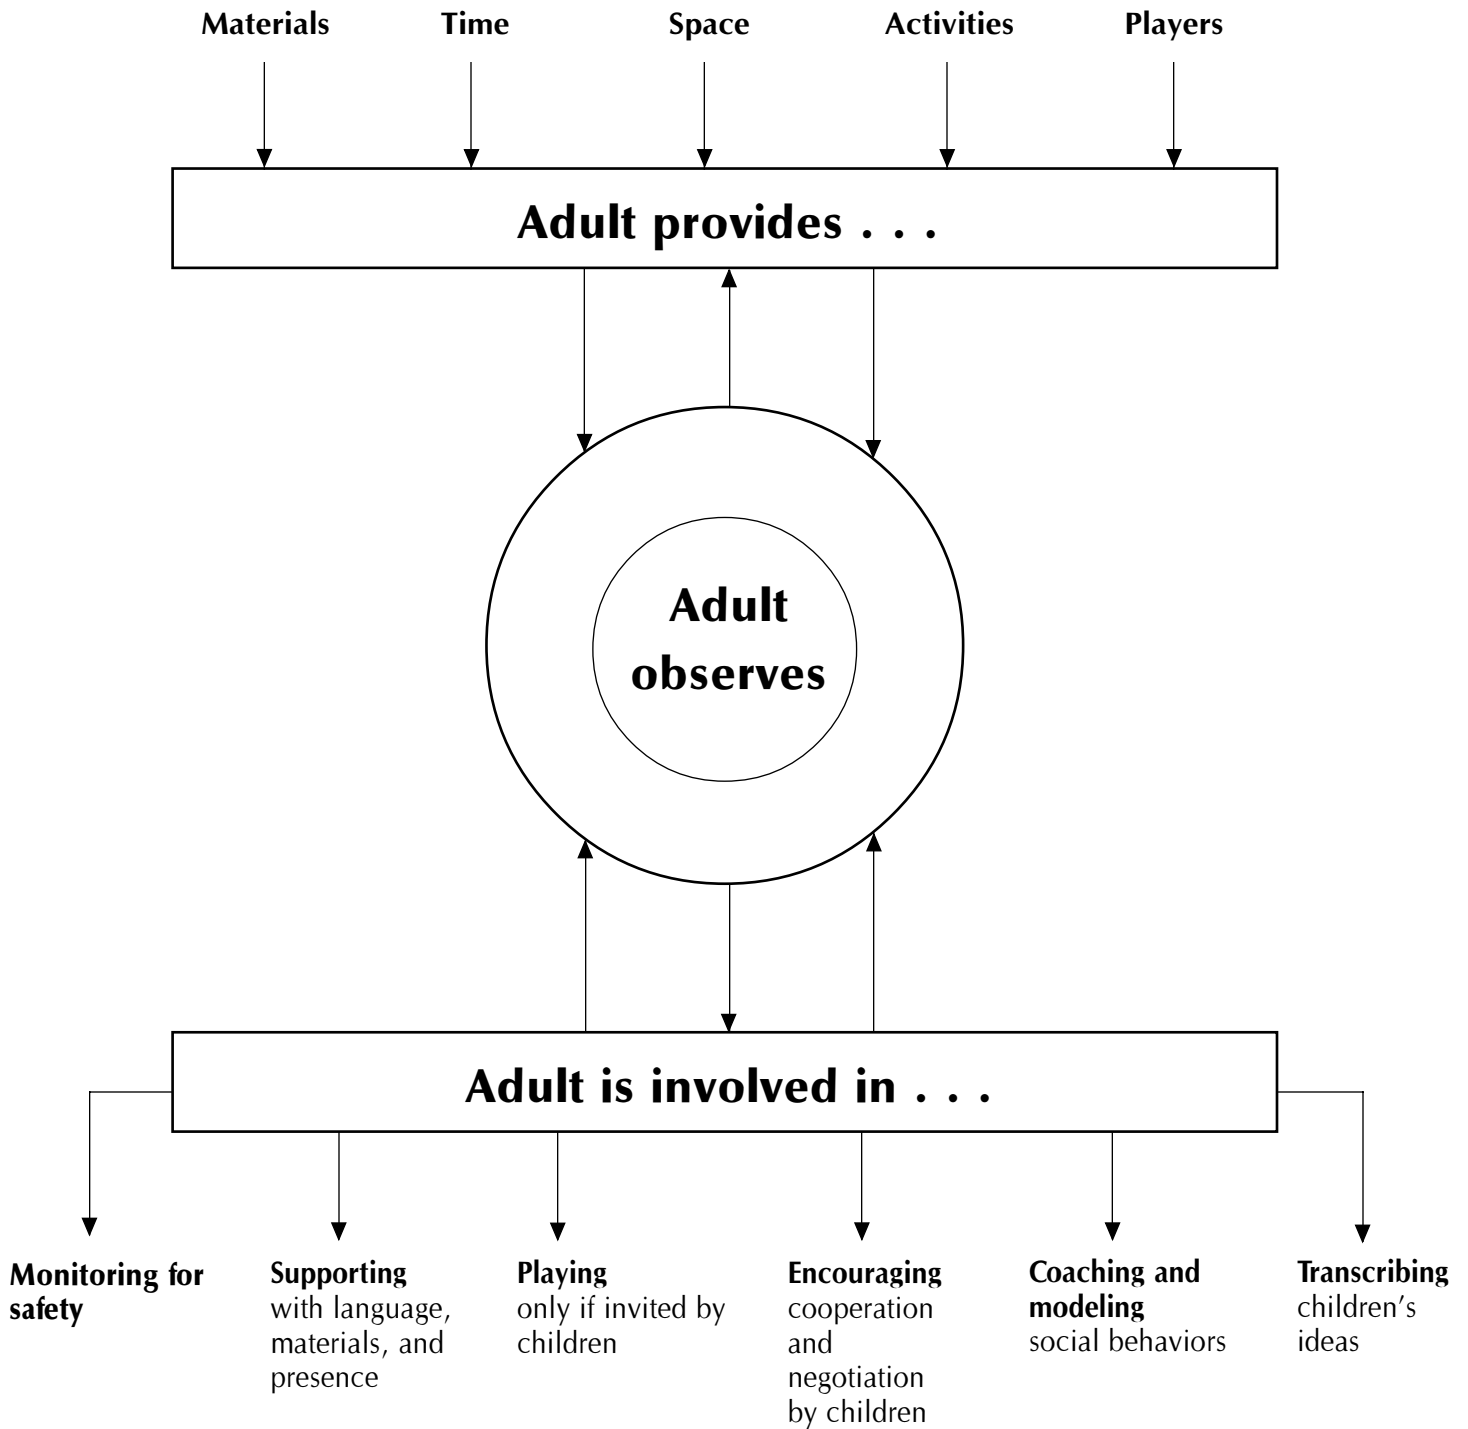 Materials Time Space Activities Players
Adult provides . . .
Adult
observes
Adult is involved in . . .
Monitoring for
safety
Supporting
with language,
materials, and
presence
Playing
only if invited by
children
Encouraging
cooperation
and
negotiation
by children
Coaching and
modeling
social behaviors
Transcribing
children’s
ideas